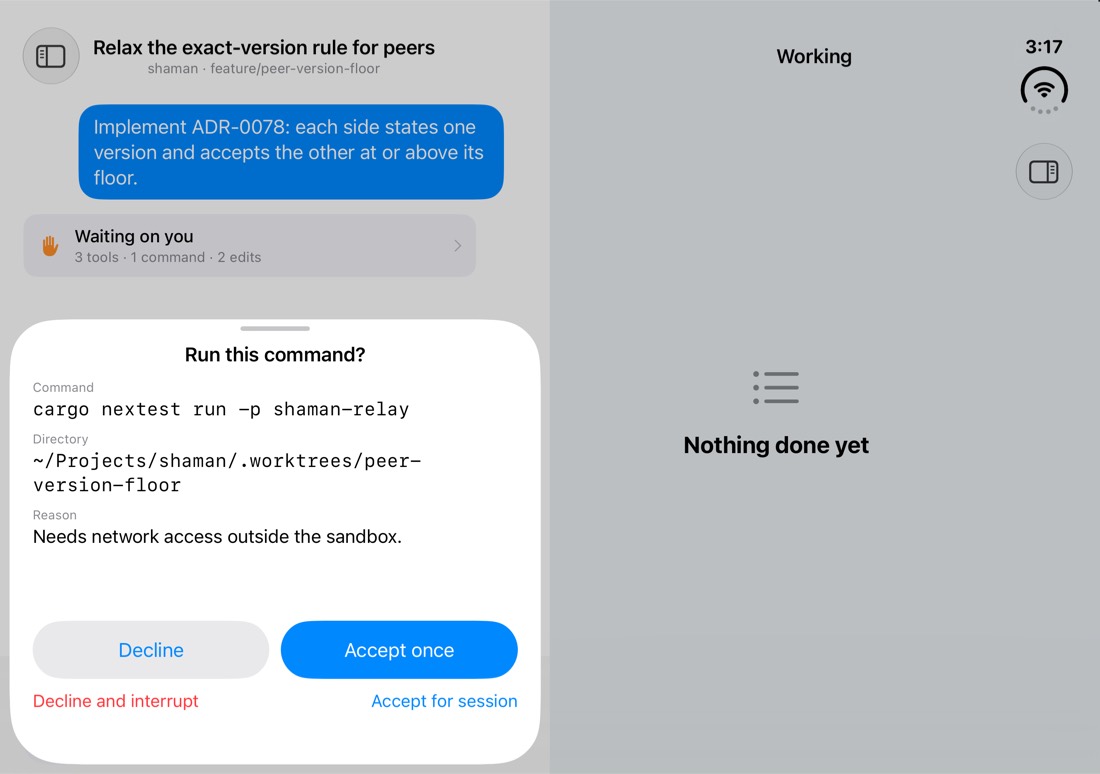 Relax the exact-version rule for peers
shaman · feature/peer-version-floor
Implement ADR-0078: each side states one
version and accepts the other at or above its
floor.
Waiting on you
3 tools · 1 command · 2 edits
Run this command?
Command
cargo nextest run -p shaman-relay
Directory
~/Projects/shaman/.worktrees/peer-
version-floor
Reason
Needs network access outside the sandbox.
Decline
Accept once
Decline and interrupt
Accept for session
Working
3:17
Nothing done yet